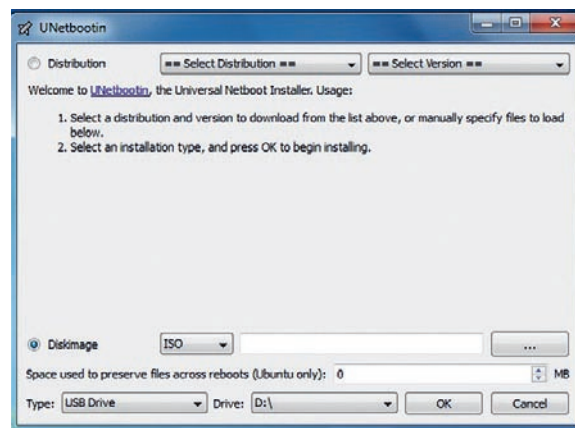 UNetbootin
Distribution == Select Distribution == == Select Version ==
Welcome to UNetbootin, the Universal Netboot Installer. Usage:
1. Select a distribution and version to download from the list above, or manually specify files to load
below.
2. Select an installation type, and press OK to begin installing.
Diskimage ISO ...
Space used to preserve files across reboots (Ubuntu only): 0 MB
Type: USB Drive Drive: D:\ OK Cancel